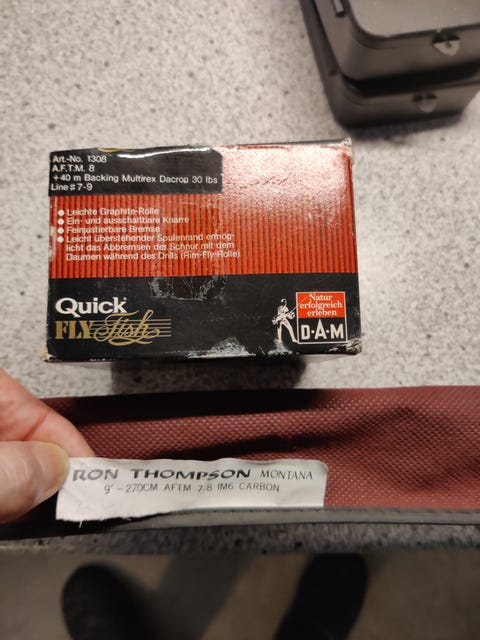 Art.-No. 1308
A.F.T.M. 8
+40 m Backing Multirex Dacron 30 lbs
Line # 7-9
● Leichte Graphite-Rolle
● Ein- und ausschaltbare Knarre
● Feinjustierbare Bremse
● Leicht überstehender Spulenrand ermög-
licht das Abbremsen der Schnur mit dem
Daumen während des Drills (Rim-Fly-Rolle)
Quick
FLY Fish
Natur
erfolgreich
erleben
D·A·M
RON THOMPSON MONTANA
9' - 270CM AFTM 7-8 IM6 CARBON